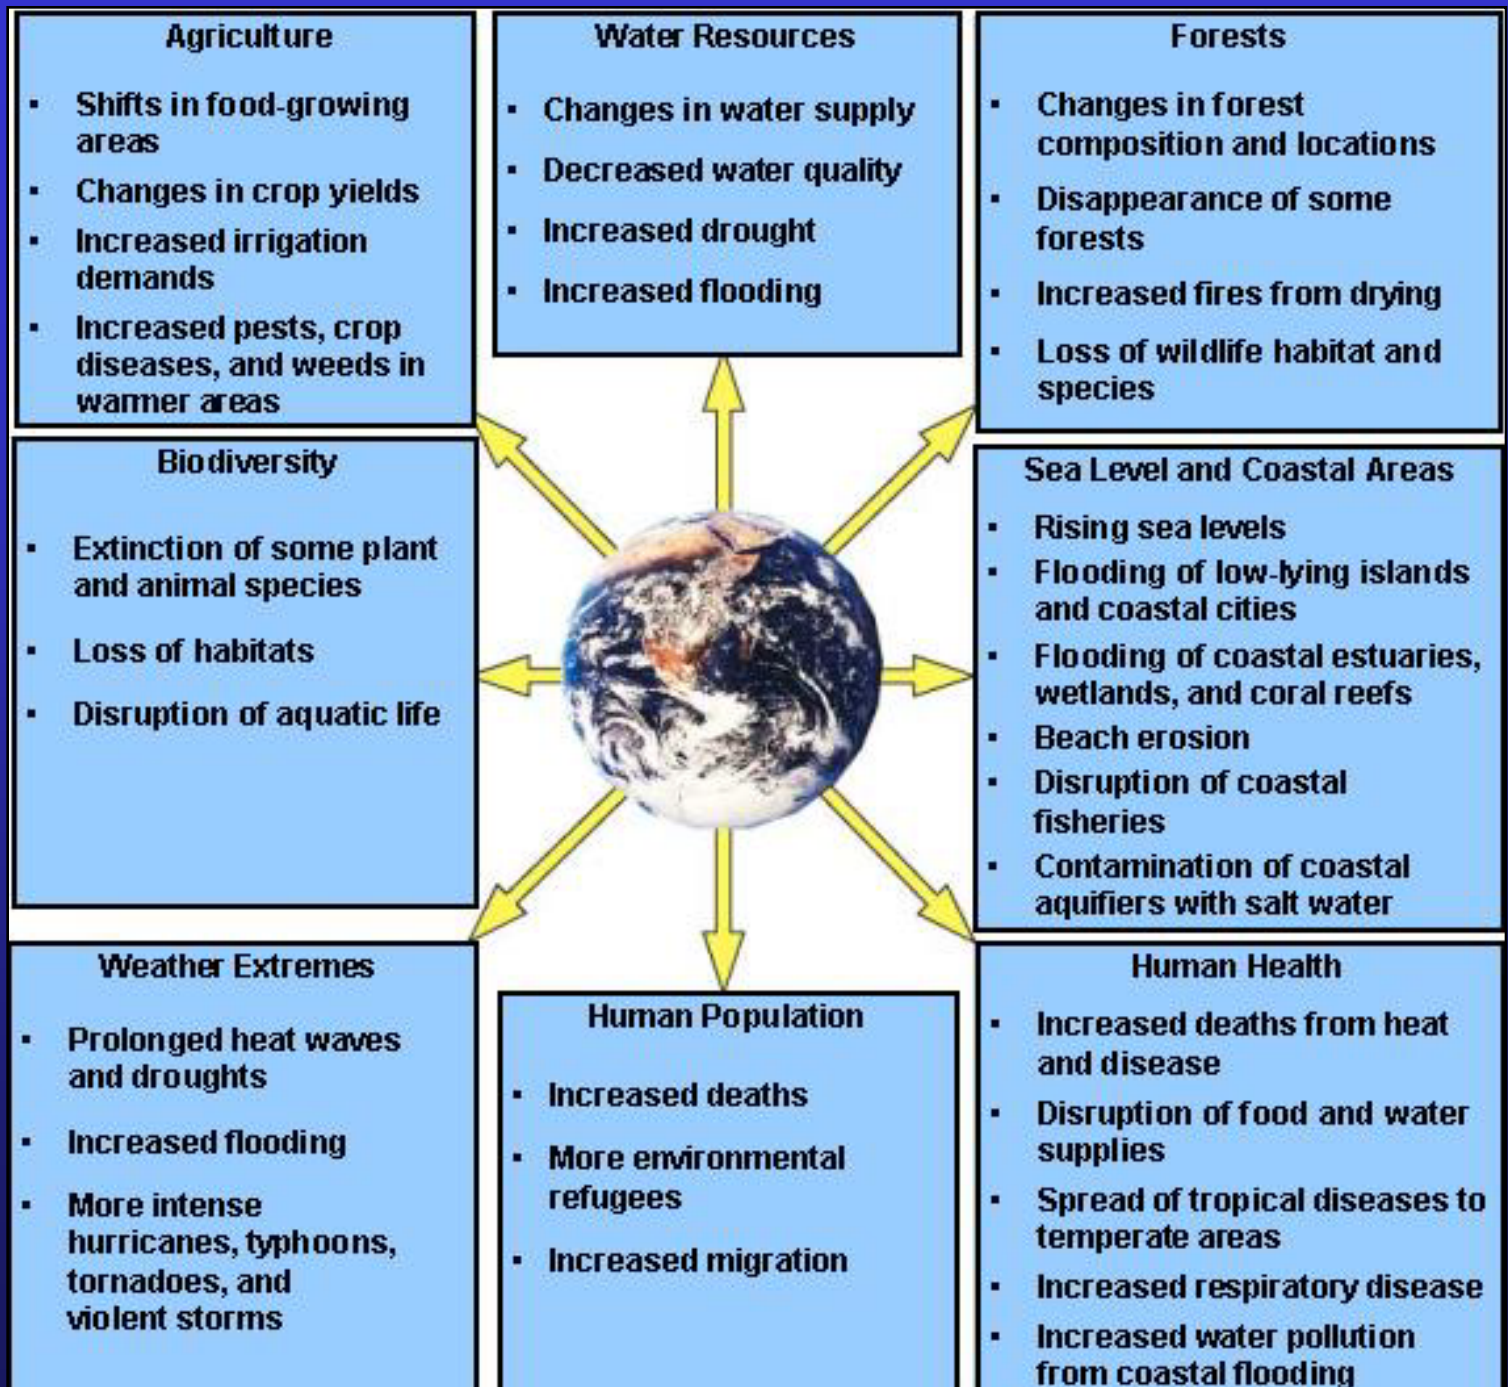 Agriculture
▪ Shifts in food-growing
areas
▪ Changes in crop yields
▪ Increased irrigation
demands
▪ Increased pests, crop
diseases, and weeds in
warmer areas
Water Resources
▪ Changes in water supply
▪ Decreased water quality
▪ Increased drought
▪ Increased flooding
Forests
▪ Changes in forest
composition and locations
▪ Disappearance of some
forests
▪ Increased fires from drying
▪ Loss of wildlife habitat and
species
Biodiversity
▪ Extinction of some plant
and animal species
▪ Loss of habitats
▪ Disruption of aquatic life
Sea Level and Coastal Areas
▪ Rising sea levels
▪ Flooding of low-lying islands
and coastal cities
▪ Flooding of coastal estuaries,
wetlands, and coral reefs
▪ Beach erosion
▪ Disruption of coastal
fisheries
▪ Contamination of coastal
aquifiers with salt water
Weather Extremes
▪ Prolonged heat waves
and droughts
▪ Increased flooding
▪ More intense
hurricanes, typhoons,
tornadoes, and
violent storms
Human Population
▪ Increased deaths
▪ More environmental
refugees
▪ Increased migration
Human Health
▪ Increased deaths from heat
and disease
▪ Disruption of food and water
supplies
▪ Spread of tropical diseases to
temperate areas
▪ Increased respiratory disease
▪ Increased water pollution
from coastal flooding